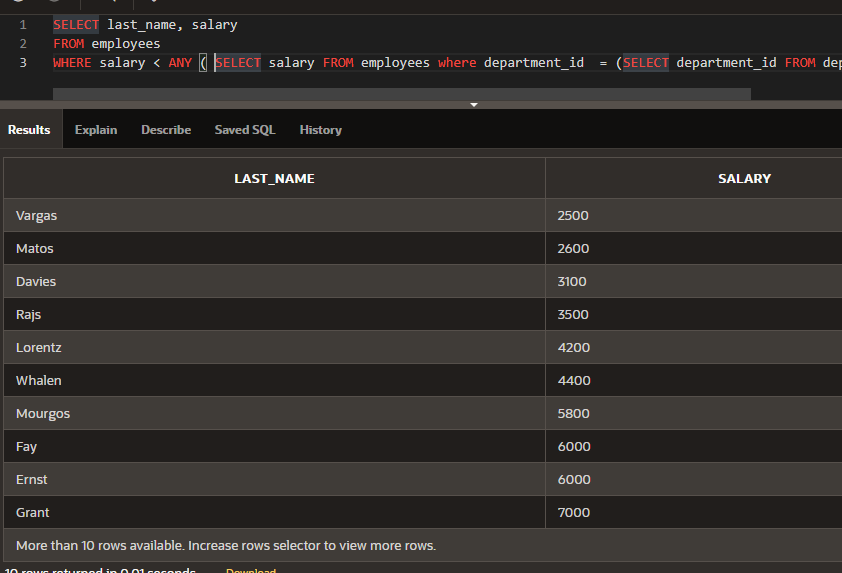 1 SELECT last_name, salary
2 FROM employees
3 WHERE salary < ANY ( SELECT salary FROM employees where department_id = (SELECT department_id FROM dep
Results Explain Describe Saved SQL History
LAST_NAME SALARY
Vargas 2500
Matos 2600
Davies 3100
Rajs 3500
Lorentz 4200
Whalen 4400
Mourgos 5800
Fay 6000
Ernst 6000
Grant 7000
More than 10 rows available. Increase rows selector to view more rows.
10 rows returned in 0.01 seconds Download